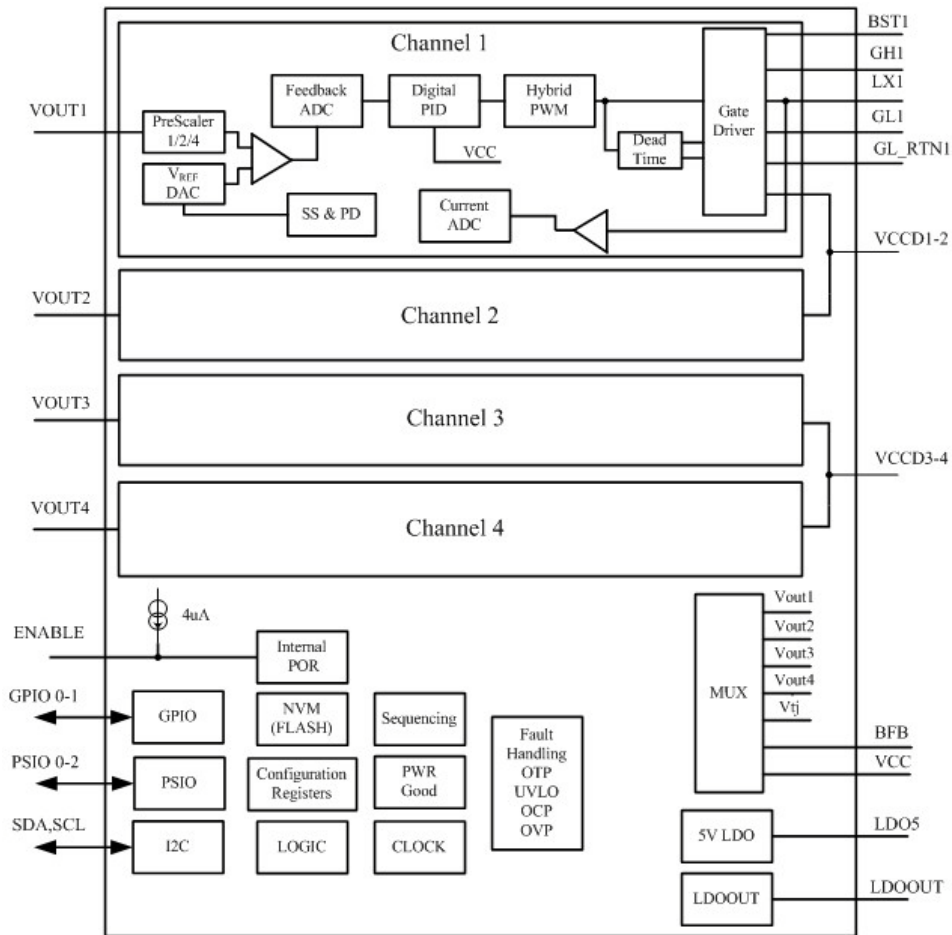 Channel 1
BST1
GH1
LX1
GL1
GL_RTN1
VCCD1-2
VOUT1
PreScaler
1/2/4
VREF
DAC
Feedback
ADC
Digital
PID
VCC
Hybrid
PWM
Dead
Time
Gate
Driver
SS & PD
Current
ADC
VOUT2
Channel 2
VOUT3
Channel 3
VCCD3-4
VOUT4
Channel 4
4uA
ENABLE
Internal
POR
GPIO 0-1
GPIO
NVM
(FLASH)
Sequencing
PSIO 0-2
PSIO
Configuration
Registers
PWR
Good
SDA,SCL
I2C
LOGIC
CLOCK
Fault
Handling
OTP
UVLO
OCP
OVP
MUX
Vout1
Vout2
Vout3
Vout4
Vtj
BFB
VCC
5V LDO
LDO5
LDOOUT
LDOOUT